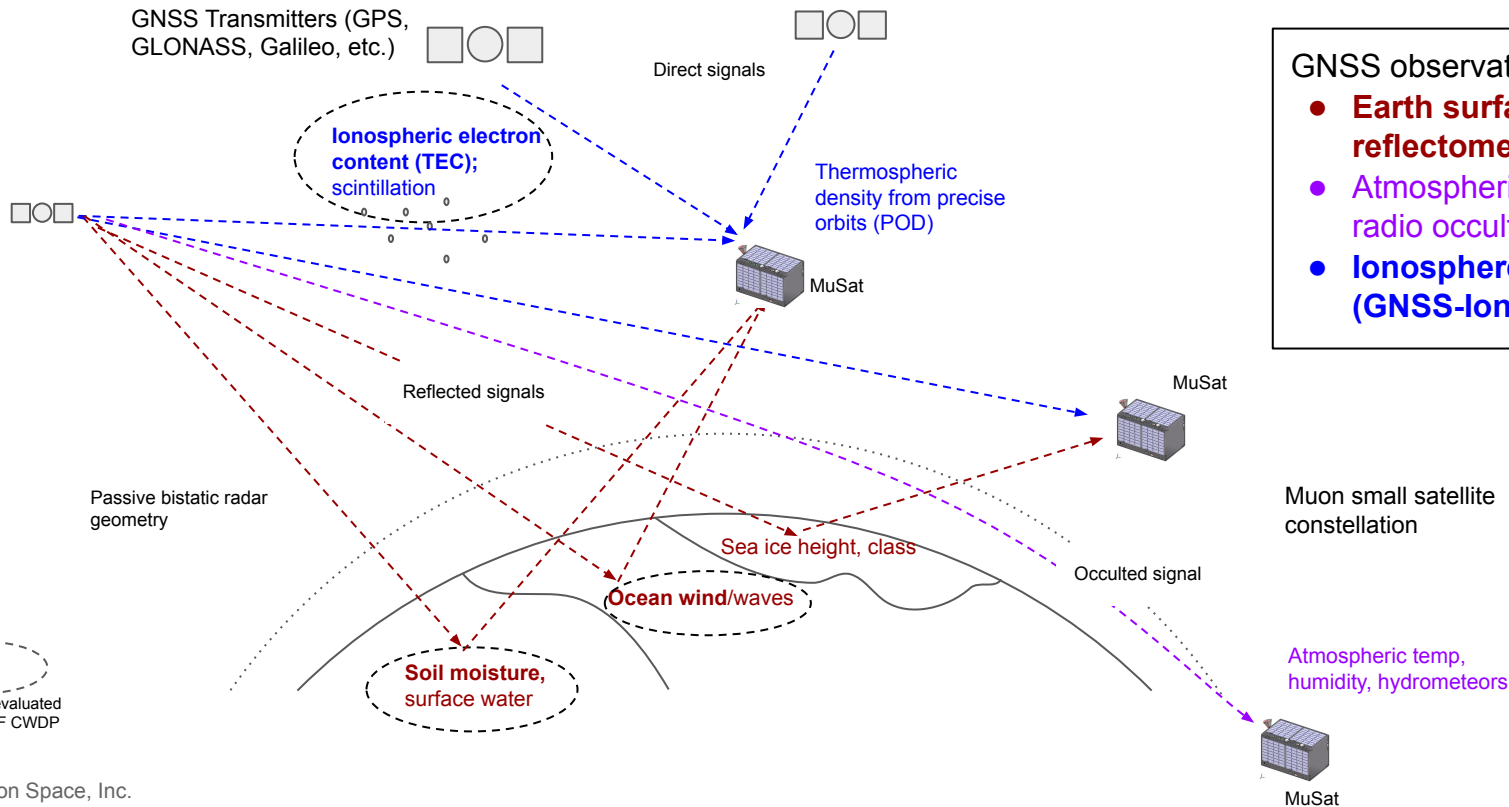 GNSS Transmitters (GPS,
GLONASS, Galileo, etc.)
Direct signals
Ionospheric electron
content (TEC);
scintillation
Thermospheric
density from precise
orbits (POD)
MuSat
Reflected signals
MuSat
Passive bistatic radar
geometry
Sea ice height, class
Ocean wind/waves
Soil moisture,
surface water
Occulted signal
Muon small satellite
constellation
Atmospheric temp,
humidity, hydrometeors
MuSat
GNSS observat
● Earth surfa
reflectome
● Atmospheri
radio occult
● Ionosphere
(GNSS-Ion
valuated
F CWDP
on Space, Inc.